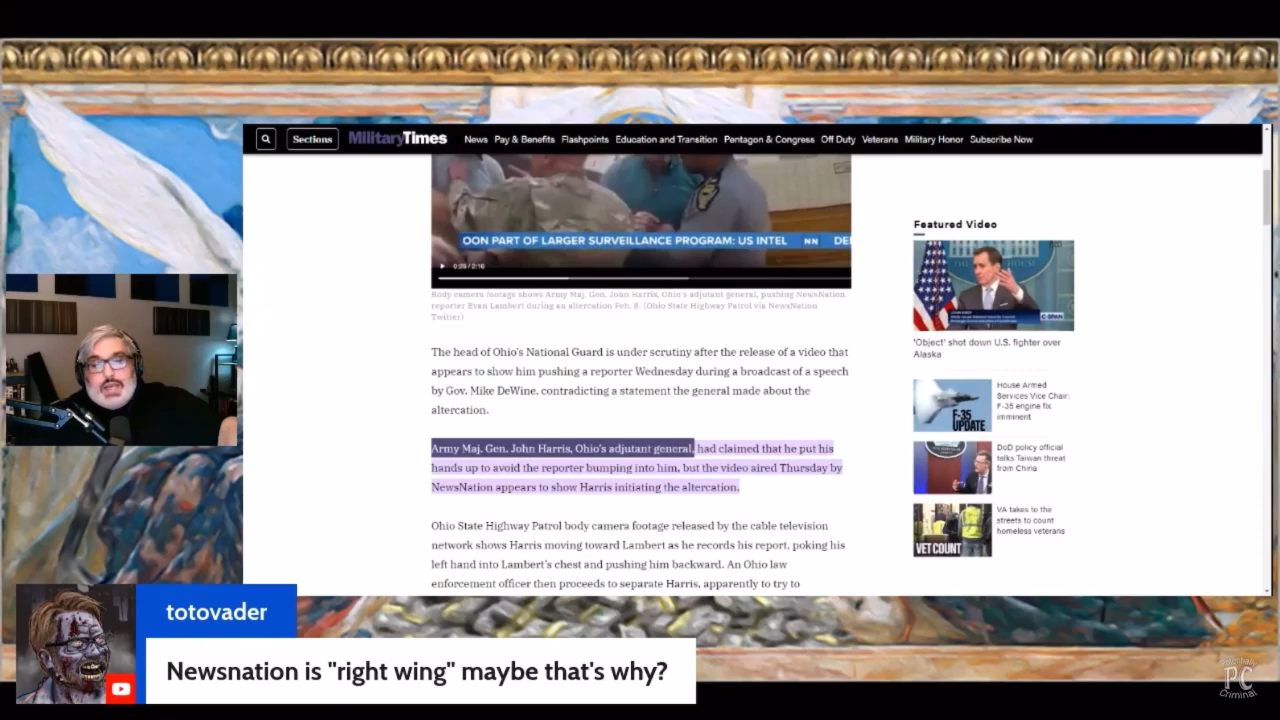 Sections
MilitaryTimes
News Pay & Benefits Flashpoints Education and Transition Pentagon & Congress Off Duty Veterans Military Honor Subscribe Now
OON PART OF LARGER SURVEILLANCE PROGRAM: US INTEL NN DE
0:29 / 2:16
Body camera footage shows Army Maj. Gen. John Harris, Ohio's adjutant general, pushing NewsNation
reporter Evan Lambert during an altercation Feb. 8. (Ohio State Highway Patrol via NewsNation
Twitter)
The head of Ohio's National Guard is under scrutiny after the release of a video that
appears to show him pushing a reporter Wednesday during a broadcast of a speech
by Gov. Mike DeWine, contradicting a statement the general made about the
altercation.
Army Maj. Gen. John Harris, Ohio's adjutant general, had claimed that he put his
hands up to avoid the reporter bumping into him, but the video aired Thursday by
NewsNation appears to show Harris initiating the altercation.
Ohio State Highway Patrol body camera footage released by the cable television
network shows Harris moving toward Lambert as he records his report, poking his
left hand into Lambert's chest and pushing him backward. An Ohio law
enforcement officer then proceeds to separate Harris, apparently to try to
Featured Video
C-SPAN
'Object' shot down U.S. fighter over
Alaska
F-35
UPDATE
House Armed
Services Vice Chair:
F-35 engine fix
imminent
DoD policy official
talks Taiwan threat
from China
VET COUNT
VA takes to the
streets to count
homeless veterans
totovader
Newsnation is "right wing" maybe that's why?
PC
Criminal